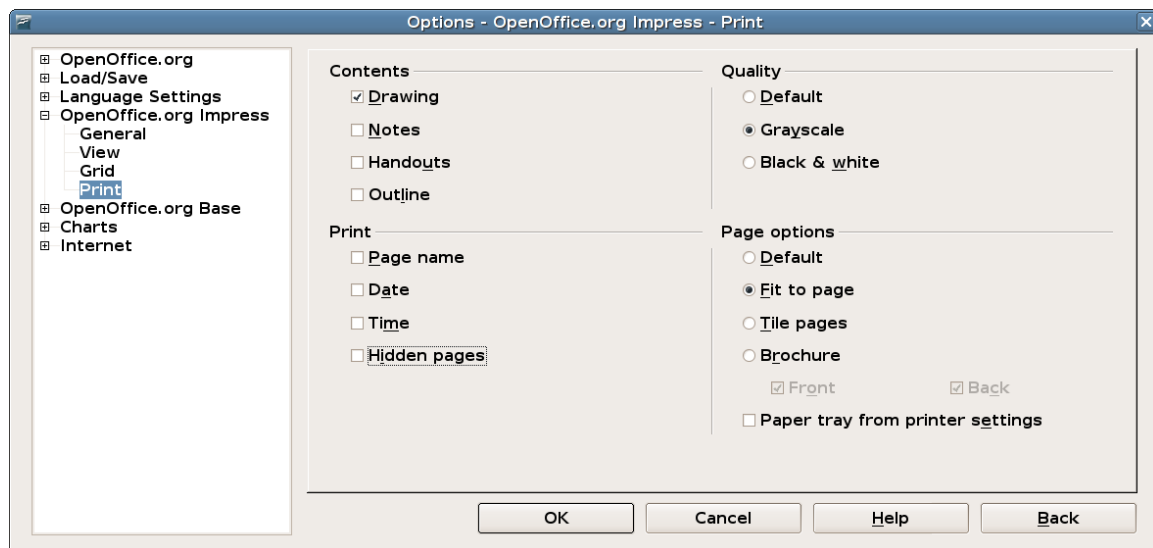 Options - OpenOffice.org Impress - Print
OpenOffice.org
Load/Save
Language Settings
OpenOffice.org Impress
General
View
Grid
Print
OpenOffice.org Base
Charts
Internet
Contents
Drawing
Notes
Handouts
Outline
Print
Page name
Date
Time
Hidden pages
Quality
Default
Grayscale
Black & white
Page options
Default
Fit to page
Tile pages
Brochure
Front Back
Paper tray from printer settings
OK Cancel Help Back